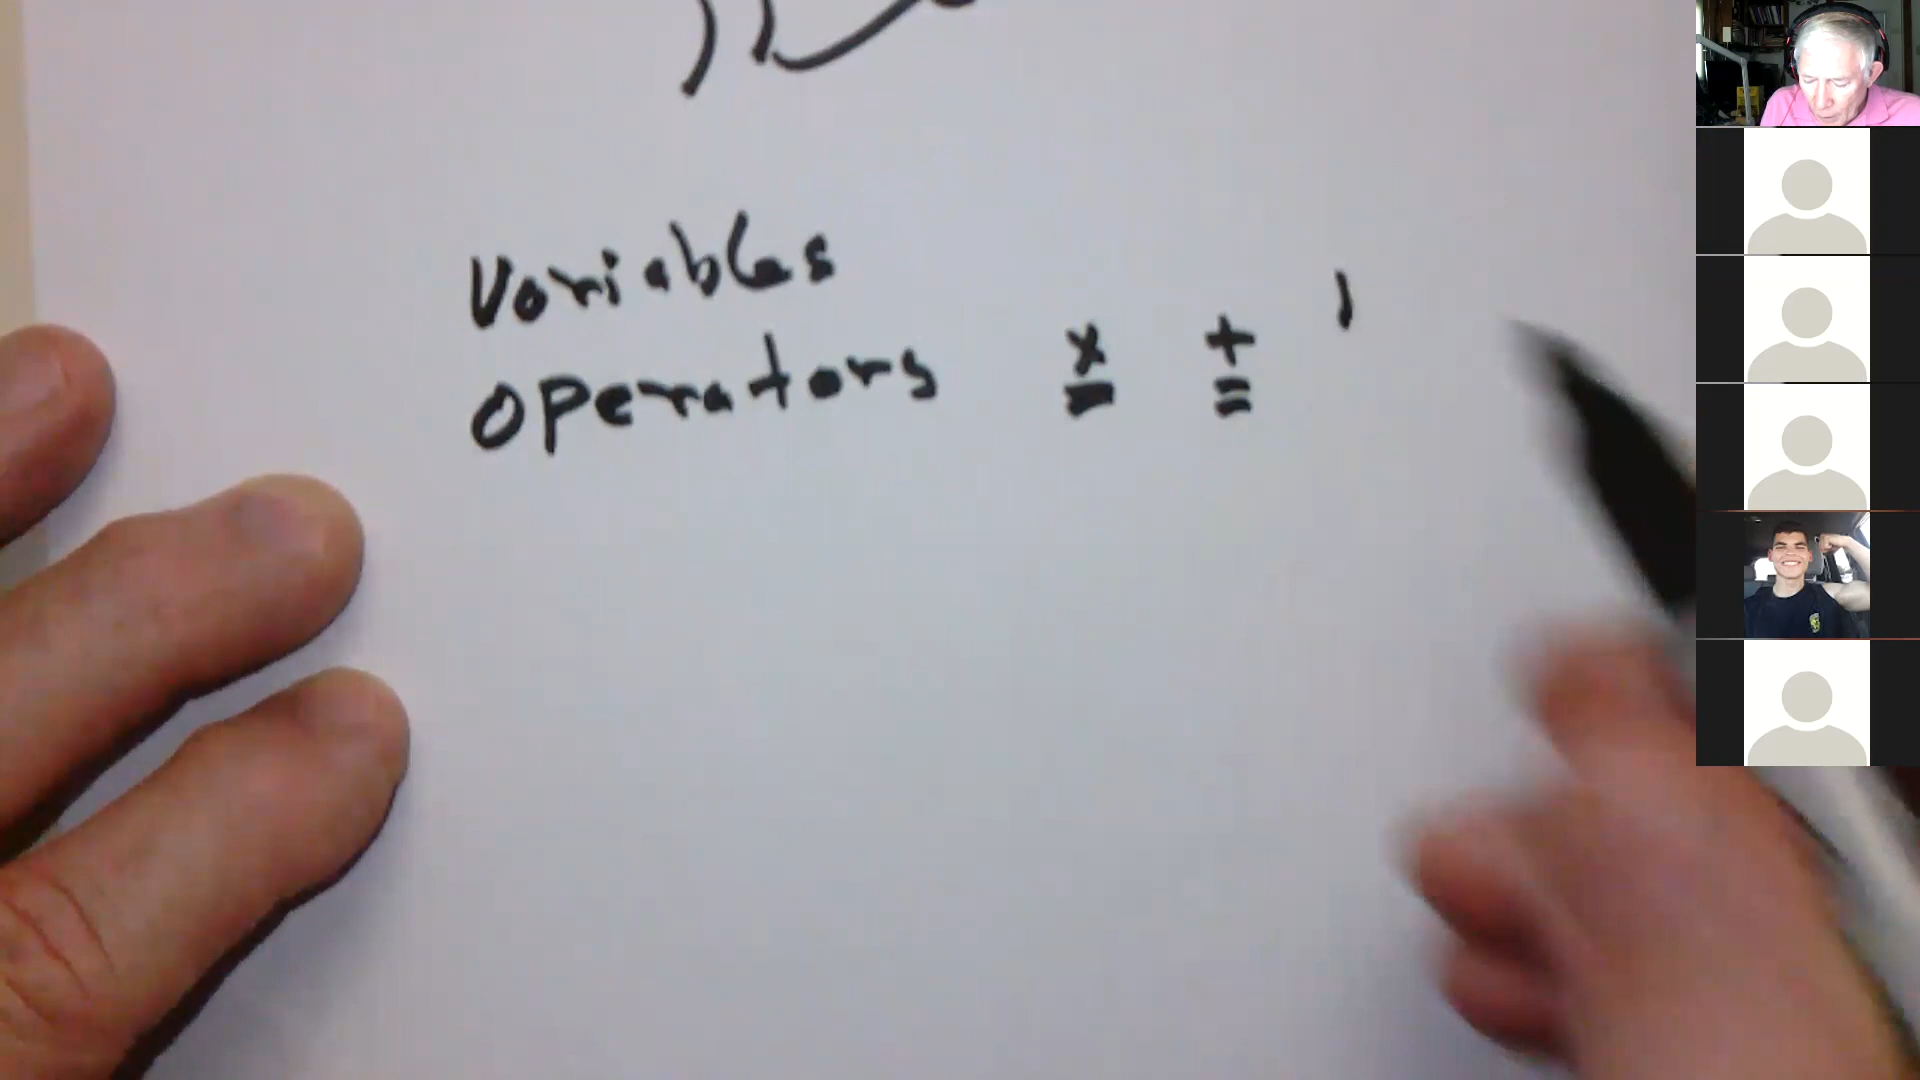 Variables
operators × + '